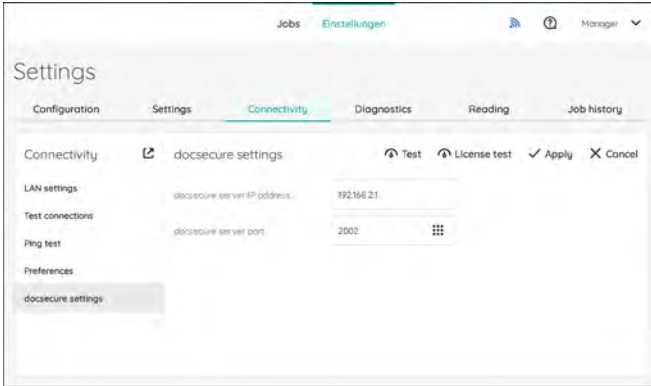 Jobs Einstellungen Manager
Settings
Configuration Settings Connectivity Diagnostics Reading Job history
Connectivity docsecure settings Test License test Apply Cancel
LAN settings
docsecure server IP address 192.168.2.1
Test connections
docsecure server port 2002
Ping test
Preferences
docsecure settings